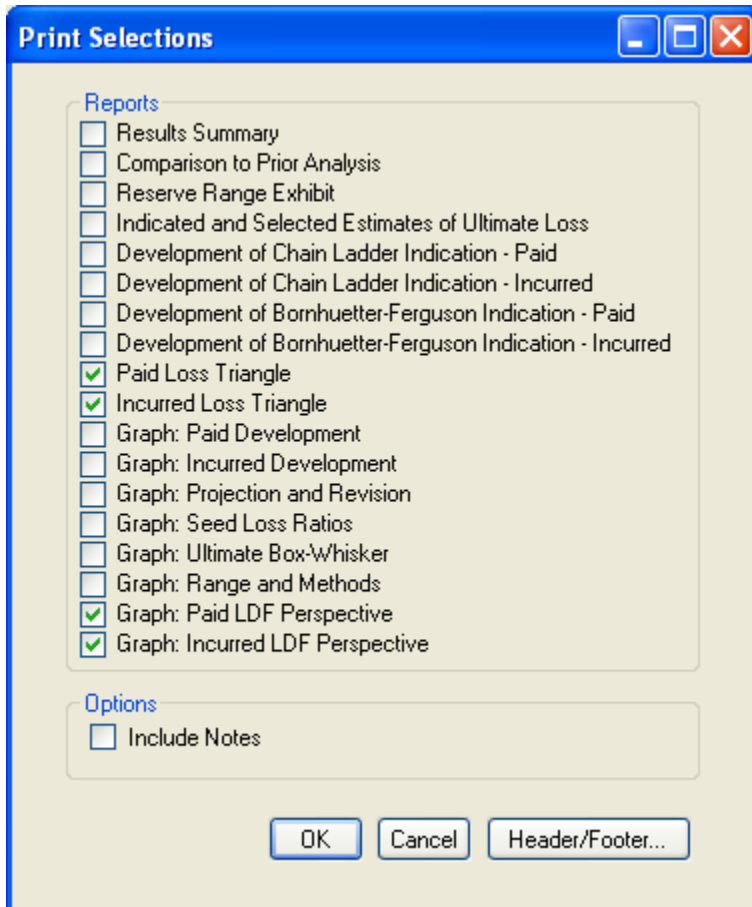 Print Selections
Reports
Results Summary
Comparison to Prior Analysis
Reserve Range Exhibit
Indicated and Selected Estimates of Ultimate Loss
Development of Chain Ladder Indication - Paid
Development of Chain Ladder Indication - Incurred
Development of Bornhuetter-Ferguson Indication - Paid
Development of Bornhuetter-Ferguson Indication - Incurred
Paid Loss Triangle
Incurred Loss Triangle
Graph: Paid Development
Graph: Incurred Development
Graph: Projection and Revision
Graph: Seed Loss Ratios
Graph: Ultimate Box-Whisker
Graph: Range and Methods
Graph: Paid LDF Perspective
Graph: Incurred LDF Perspective
Options
Include Notes
OK Cancel Header/Footer...